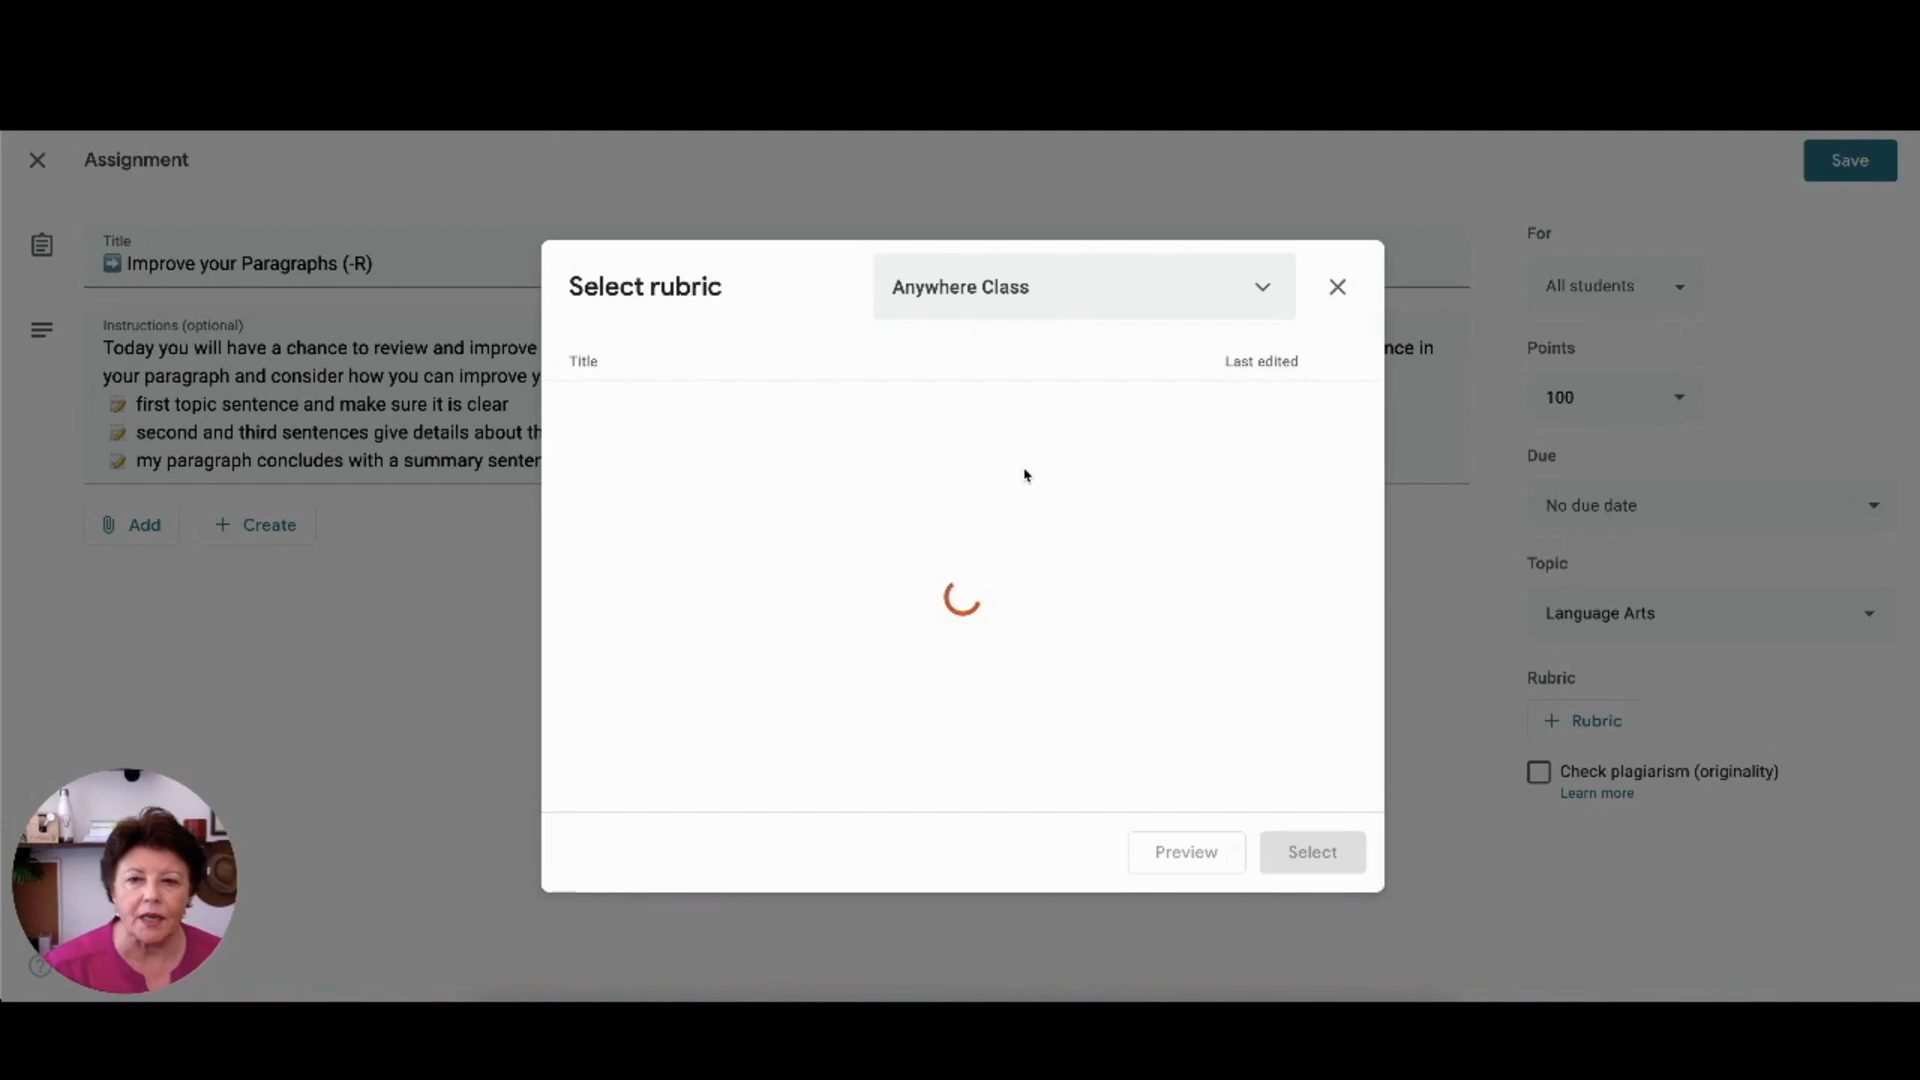 Assignment
Save
Title
Improve your Paragraphs (-R)
Instructions (optional)
Today you will have a chance to review and improve
nce in
your paragraph and consider how you can improve y
first topic sentence and make sure it is clear
second and third sentences give details about th
my paragraph concludes with a summary senter
Add
Create
Select rubric
Anywhere Class
Title
Last edited
Preview
Select
For
All students
Points
100
Due
No due date
Topic
Language Arts
Rubric
Rubric
Check plagiarism (originality)
Learn more